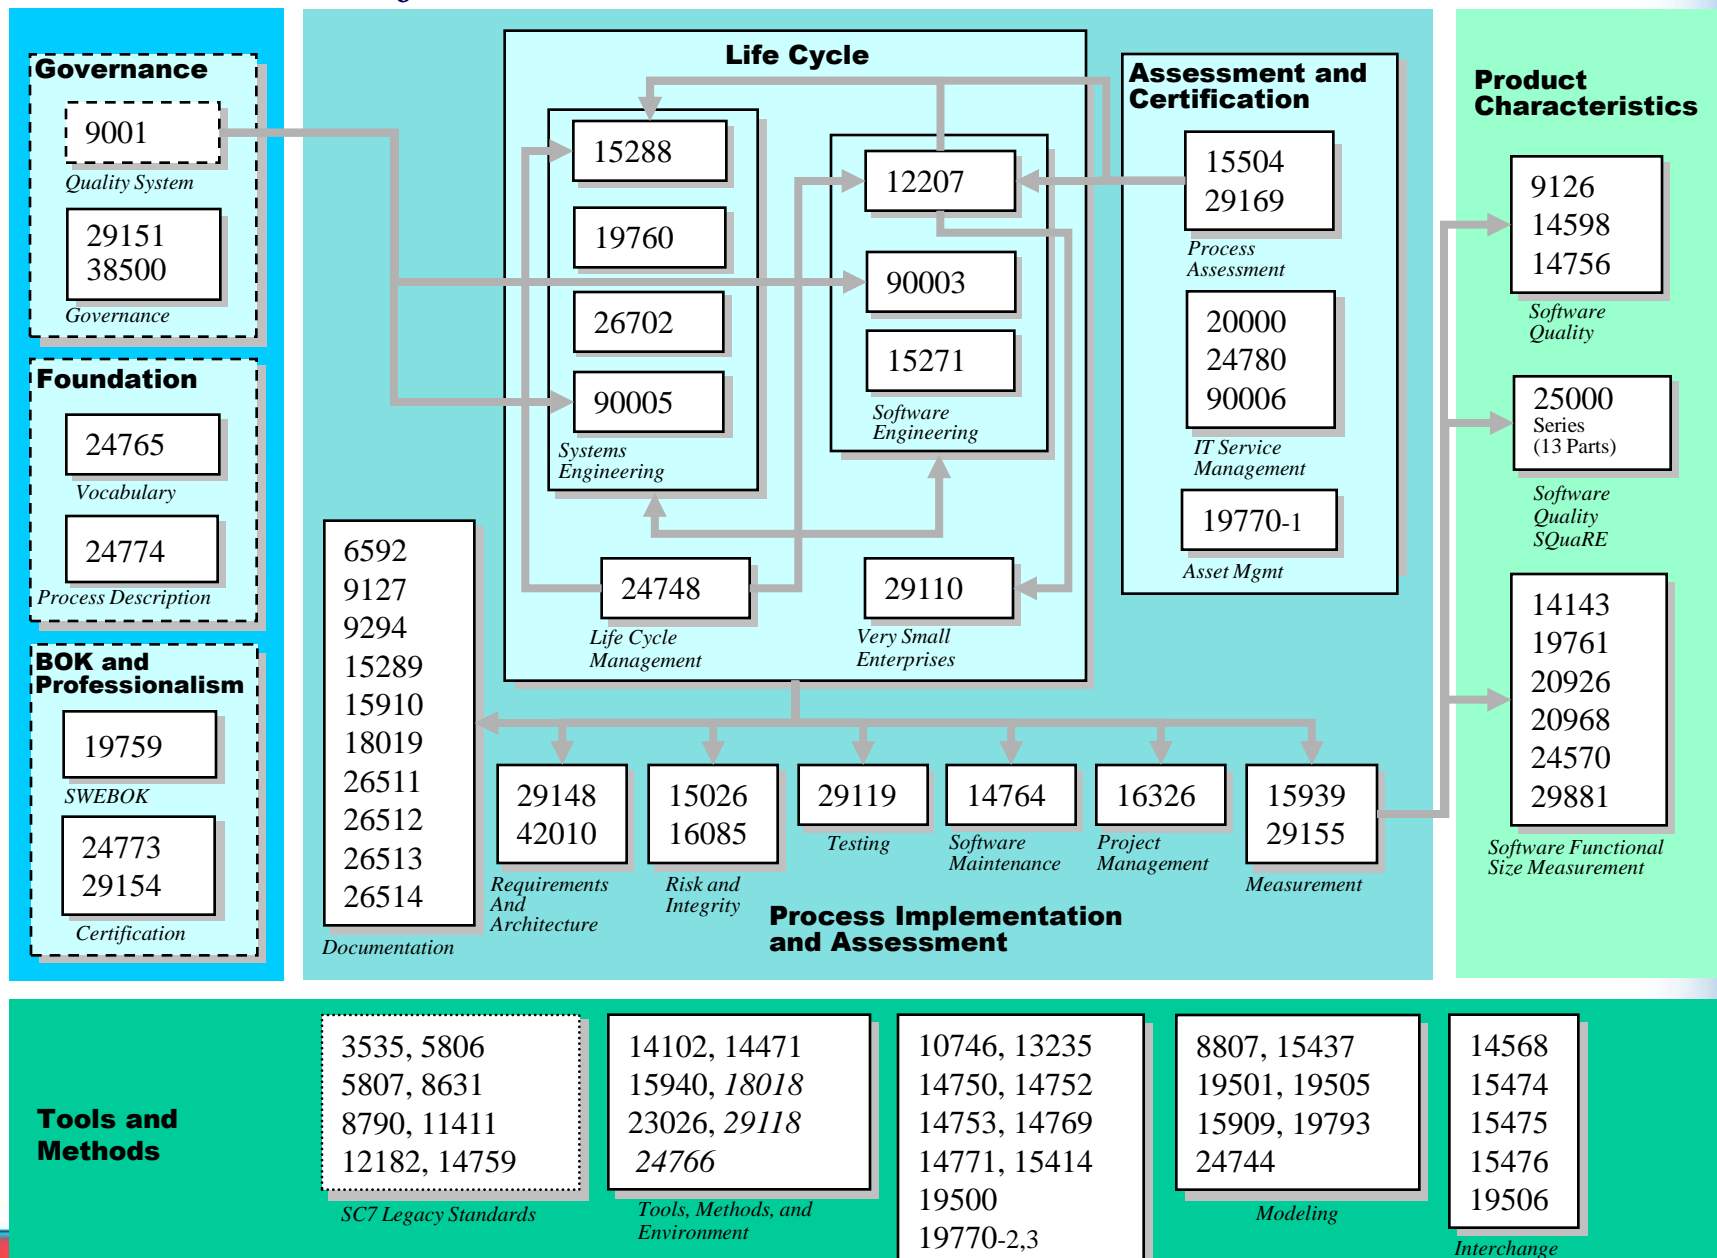 Governance
9001
Quality System
29151
38500
Governance
Foundation
24765
Vocabulary
24774
Process Description
BOK and
Professionalism
19759
SWEBOK
24773
29154
Certification
Life Cycle
15288
19760
26702
90005
Systems
Engineering
12207
90003
15271
Software
Engineering
24748
Life Cycle
Management
29110
Very Small
Enterprises
Assessment and
Certification
15504
29169
Process
Assessment
20000
24780
90006
IT Service
Management
19770-1
Asset Mgmt
6592
9127
9294
15289
15910
18019
26511
26512
26513
26514
Documentation
29148
42010
Requirements
And
Architecture
15026
16085
Risk and
Integrity
29119
Testing
14764
Software
Maintenance
16326
Project
Management
15939
29155
Measurement
Process Implementation
and Assessment
Product
Characteristics
9126
14598
14756
Software
Quality
25000
Series
(13 Parts)
Software
Quality
SQuaRE
14143
19761
20926
20968
24570
29881
Software Functional
Size Measurement
Tools and
Methods
3535, 5806
5807, 8631
8790, 11411
12182, 14759
SC7 Legacy Standards
14102, 14471
15940, 18018
23026, 29118
24766
Tools, Methods, and
Environment
10746, 13235
14750, 14752
14753, 14769
14771, 15414
19500
19770-2,3
8807, 15437
19501, 19505
15909, 19793
24744
Modeling
14568
15474
15475
15476
19506
Interchange